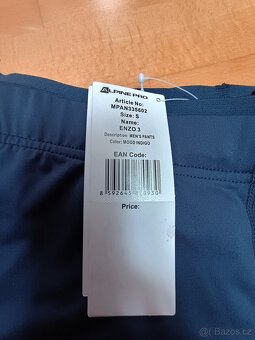 ALPINE PRO
Article No:
MPAN335602
Size: S
Name:
ENZO 3
Description: MEN'S PANTS
Color: MOOD INDIGO
EAN Code:
Price:
Bazos.cz